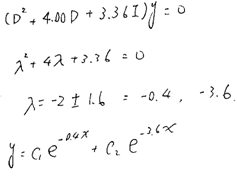 (D², 4.00 D + 3.36 I) y = 0
λ² + 4λ + 3.36 = 0
λ = -2 ± 1.6 = -0.4, -3.6
y = C₁ e^-0.4x + C₂ e^-3.6x